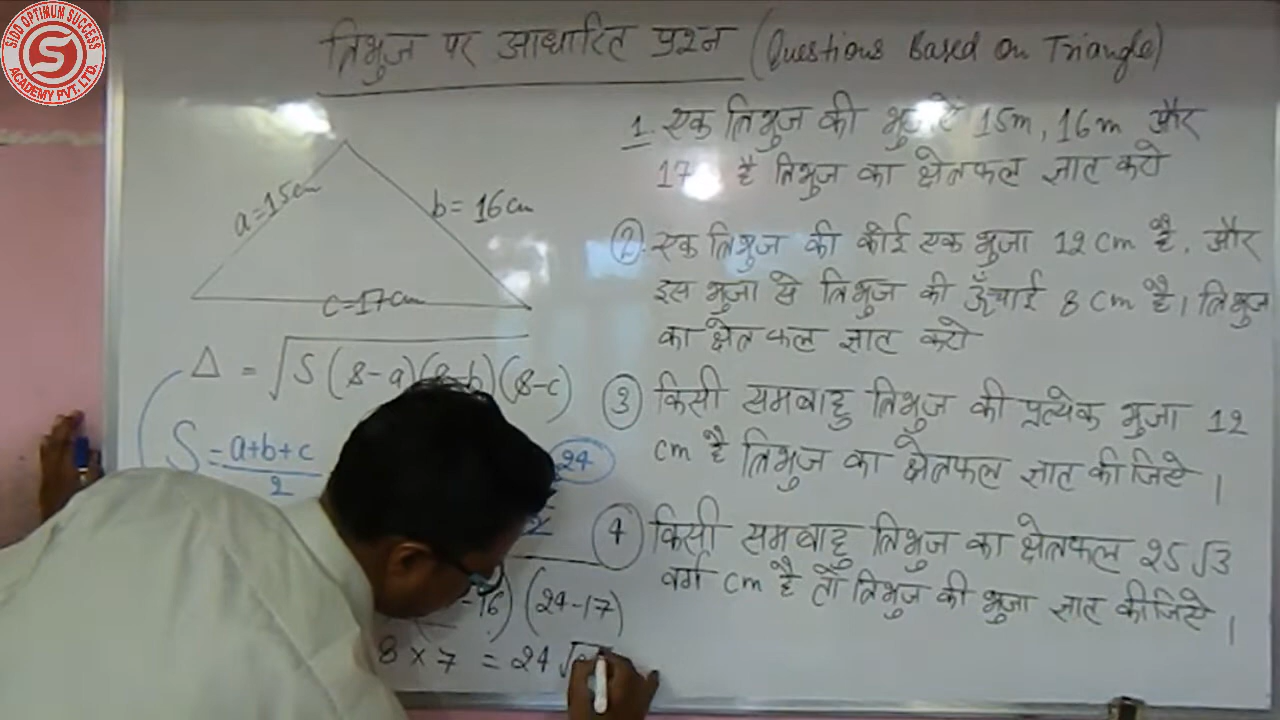 SIDD OPTIMUM SUCCESS
S
ACADEMY PVT. LTD.
त्रिभुज पर आधारित प्रश्न (Questions Based on Triangle)
a=15cm
b=16cm
c=17cm
Δ = √S(S-a)(S-b)(S-c)
S = a+b+c
2
24
2
-16) (24-17)
8 × 7 = 24√
1 एक त्रिभुज की भुजाएं 15m, 16m और
17 है त्रिभुज का क्षेत्रफल ज्ञात करो
② एक त्रिभुज की कोई एक भुजा 12 cm है. और
इस भुजा से त्रिभुज की ऊँचाई 8 cm है। त्रिभुज
का क्षेत्रफल ज्ञात करो
③ किसी समबाहु त्रिभुज की प्रत्येक भुजा 12
cm है त्रिभुज का क्षेत्रफल ज्ञात कीजिये।
④ किसी समबाहु त्रिभुज का क्षेत्रफल 25√3
वर्ग cm है तो त्रिभुज की भुजा ज्ञात कीजिये।